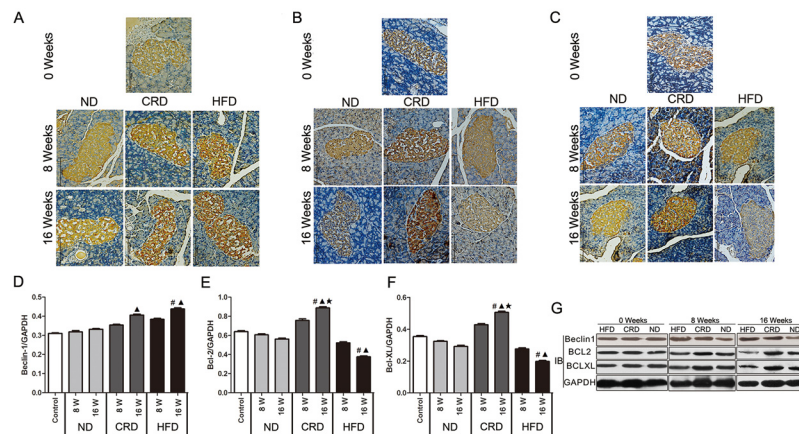 A
0 Weeks
ND CRD HFD
8 Weeks
16 Weeks
B
0 Weeks
ND CRD HFD
8 Weeks
16 Weeks
C
0 Weeks
ND CRD HFD
8 Weeks
16 Weeks
D
Beclin-1/GAPDH
0.5
0.4
0.3
0.2
0.1
0.0
▲
# ▲
Control 8 W 16 W 8 W 16 W 8 W 16 W
ND CRD HFD
E
Bcl-2/GAPDH
1.0
0.8
0.6
0.4
0.2
0.0
#▲★
#▲
Control 8 W 16 W 8 W 16 W 8 W 16 W
ND CRD HFD
F
Bcl-XL/GAPDH
0.6
0.4
0.2
0.0
#▲★
#▲
Control 8 W 16 W 8 W 16 W 8 W 16 W
ND CRD HFD
G
0 Weeks 8 Weeks 16 Weeks
HFD CRD ND HFD CRD ND HFD CRD ND
Beclin1
BCL2
IB
BCLXL
GAPDH